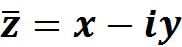 z̅ = x − iy